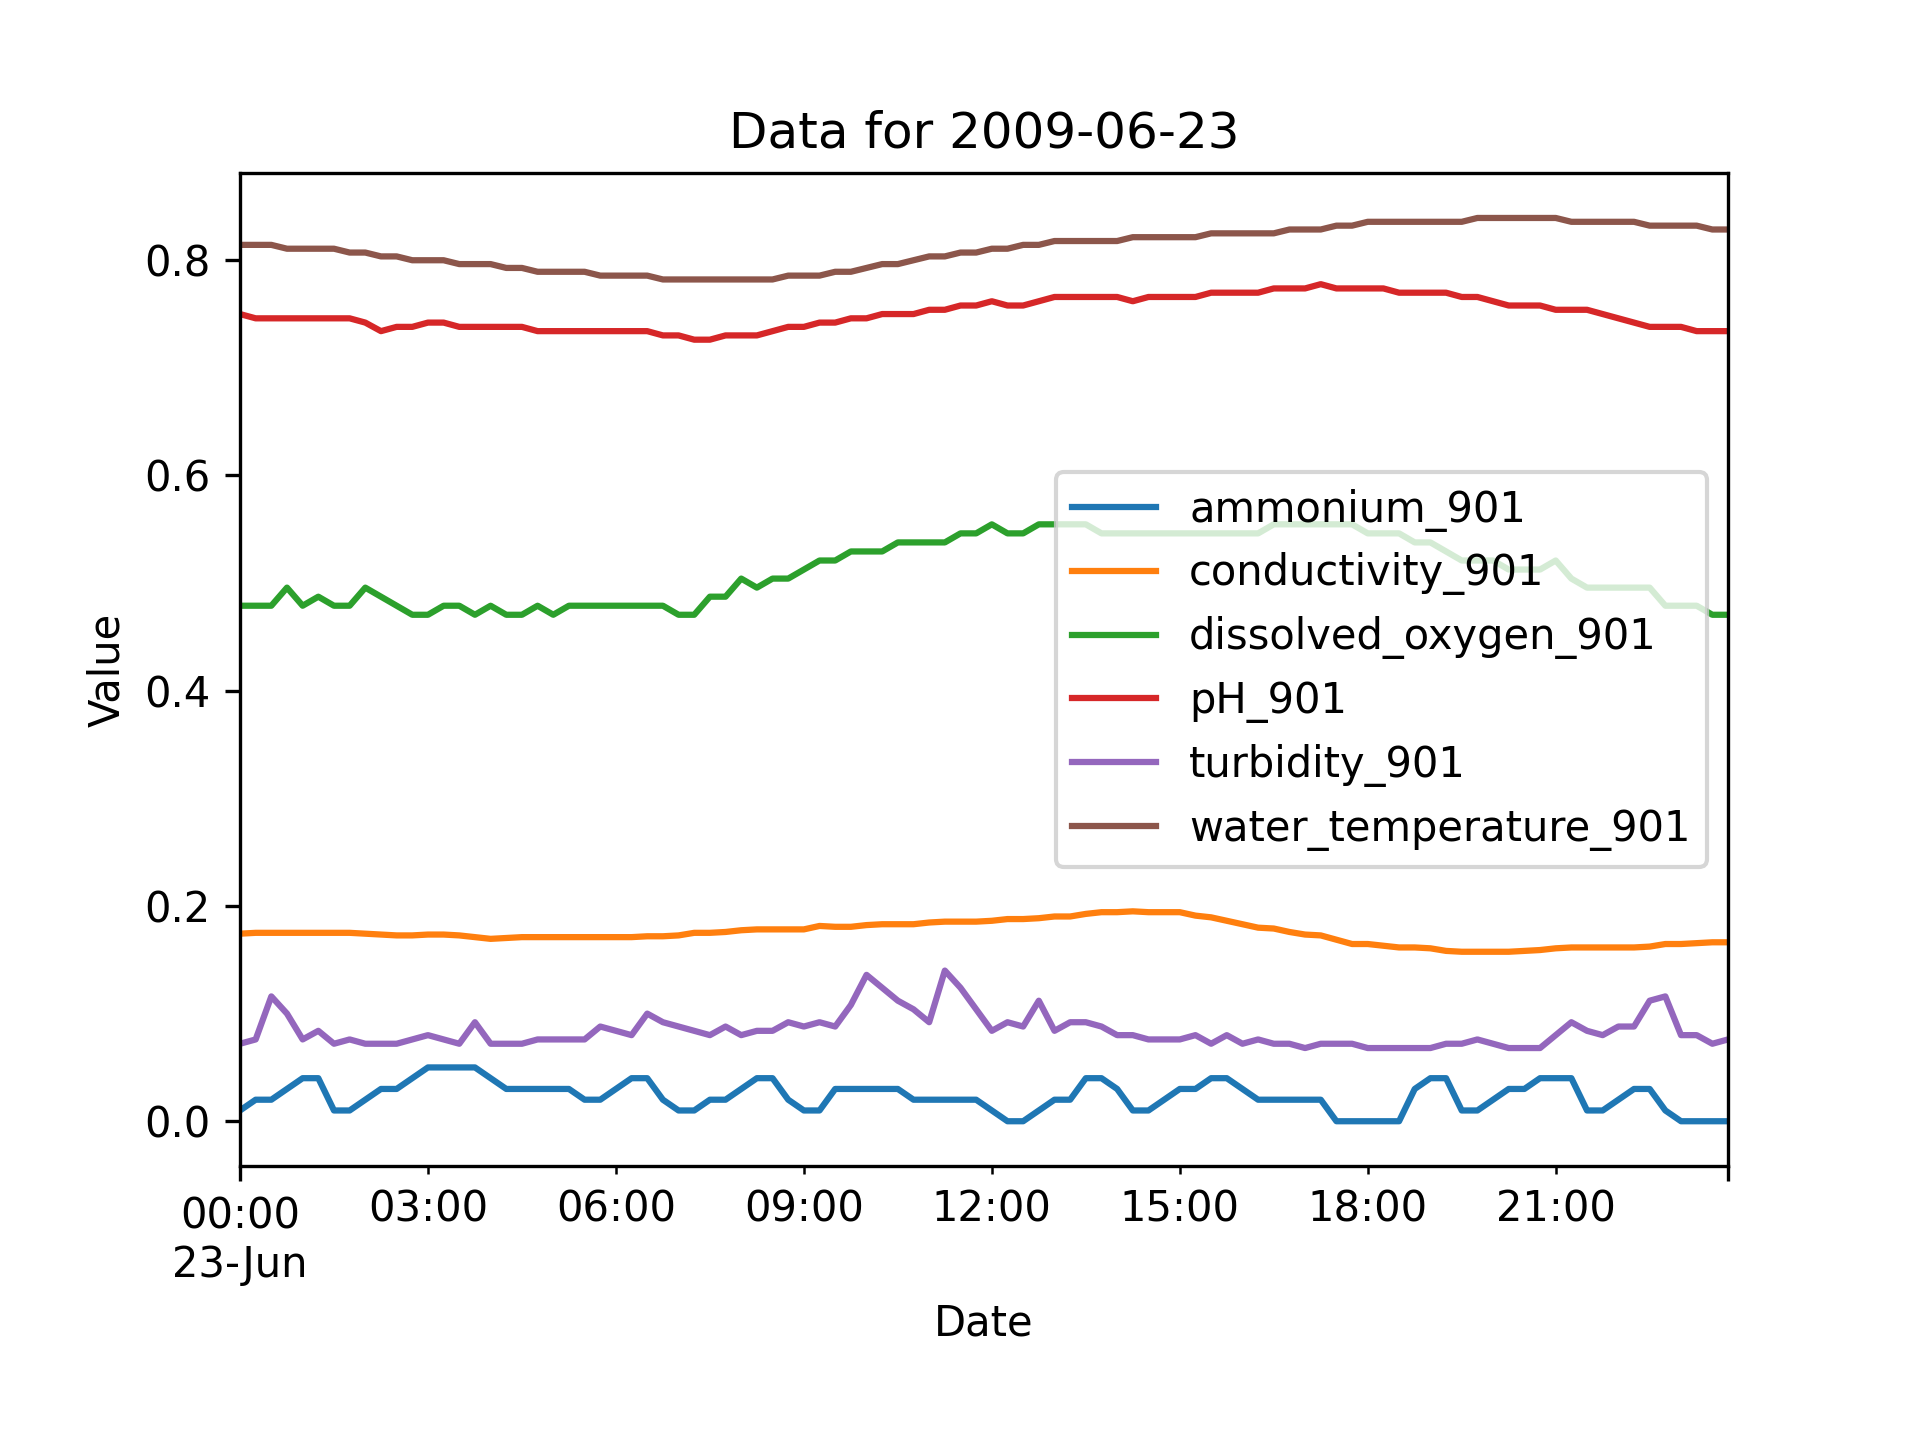 Data for 2009-06-23
Value
0.8
0.6
0.4
0.2
0.0
ammonium_901
conductivity_901
dissolved_oxygen_901
pH_901
turbidity_901
water_temperature_901
00:00 03:00 06:00 09:00 12:00 15:00 18:00 21:00
23-Jun
Date